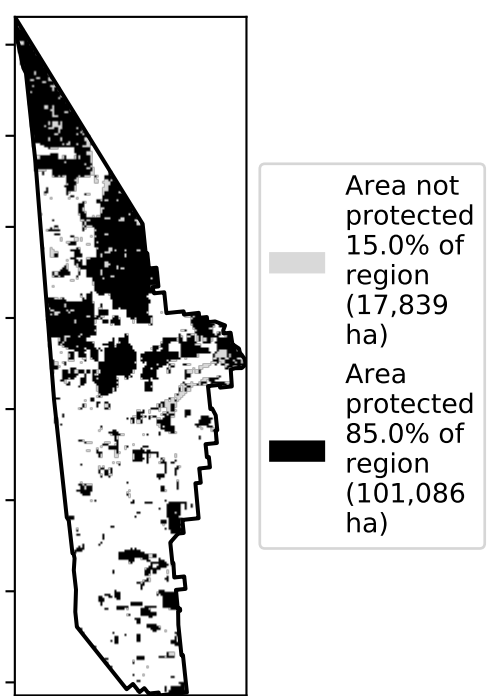 Area not
protected
15.0% of
region
(17,839
ha)
Area
protected
85.0% of
region
(101,086
ha)